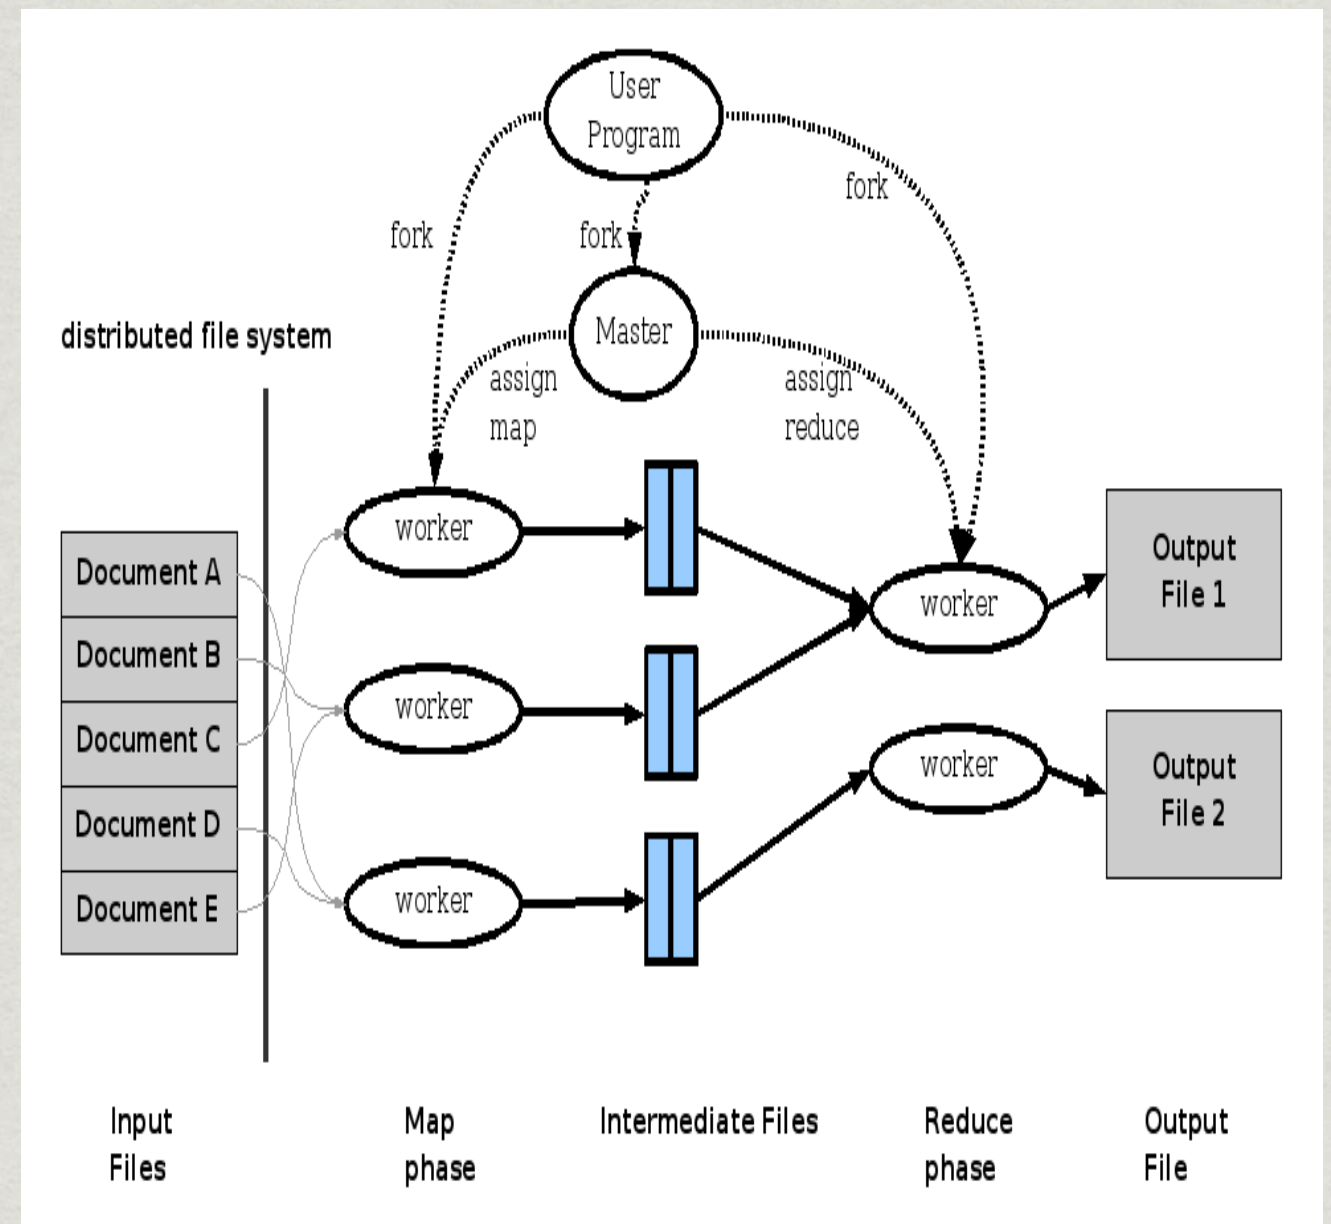 User
Program
fork
fork
fork
Master
distributed file system
assign
map
assign
reduce
worker
worker
worker
worker
worker
Document A
Document B
Document C
Document D
Document E
Output
File 1
Output
File 2
Input
Files
Map
phase
Intermediate Files
Reduce
phase
Output
File